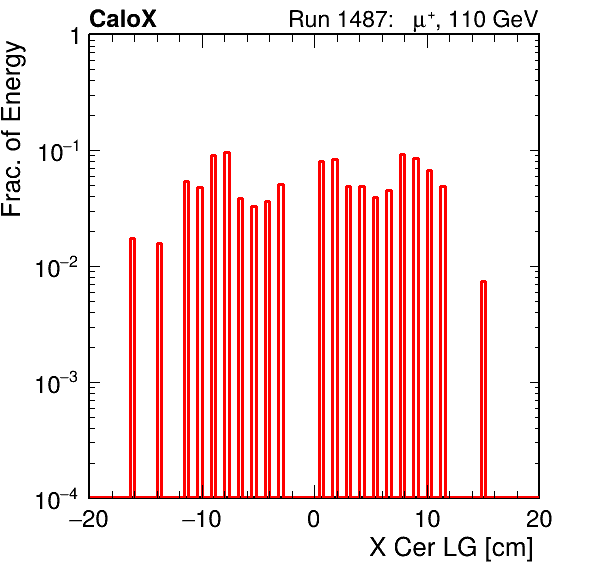 CaloX Run 1487: μ⁺, 110 GeV
Frac. of Energy
1
10⁻¹
10⁻²
10⁻³
10⁻⁴
−20 −10 0 10 20
X Cer LG [cm]